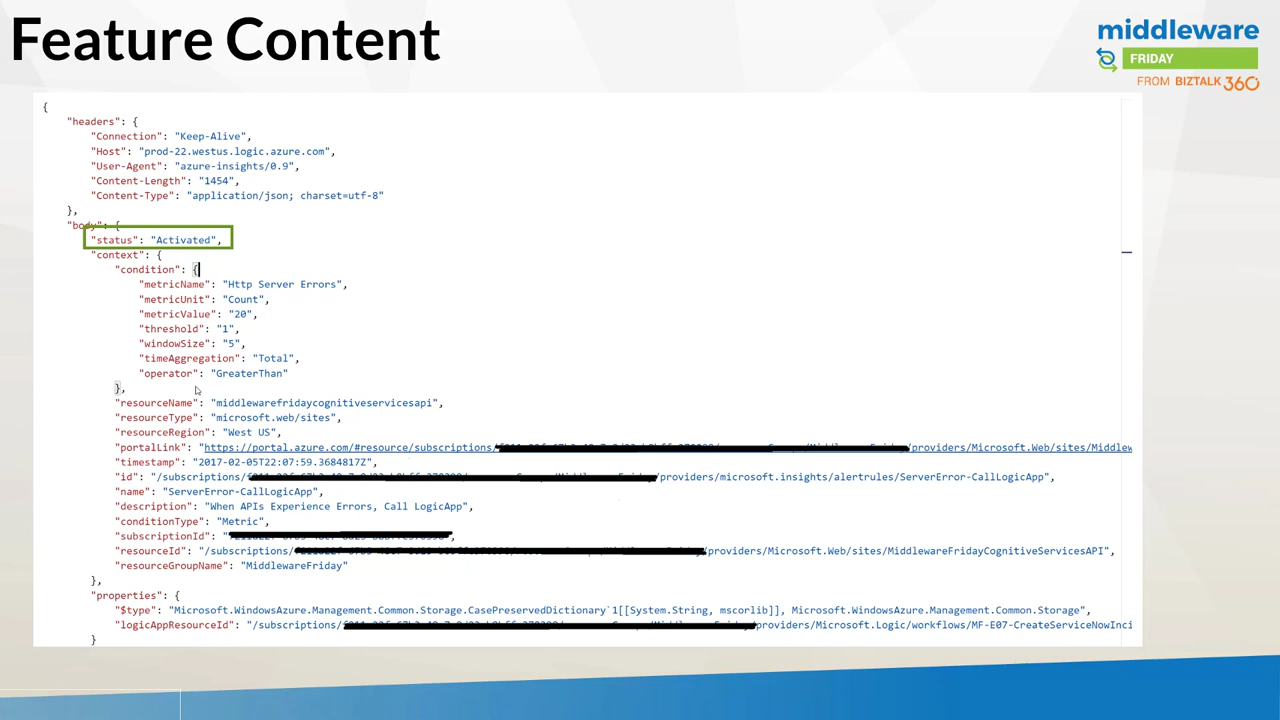 Feature Content
middleware
FRIDAY
FROM BIZTALK360
{
"headers": {
"Connection": "Keep-Alive",
"Host": "prod-22.westus.logic.azure.com",
"User-Agent": "azure-insights/0.9",
"Content-Length": "1454",
"Content-Type": "application/json; charset=utf-8"
},
"body": {
"status": "Activated",
"context": {
"condition": {
"metricName": "Http Server Errors",
"metricUnit": "Count",
"metricValue": "20",
"threshold": "1",
"windowSize": "5",
"timeAggregation": "Total",
"operator": "GreaterThan"
},
"resourceName": "middlewarefridaycognitiveservicesapi",
"resourceType": "microsoft.web/sites",
"resourceRegion": "West US",
"portalLink": "https://portal.azure.com/#resource/subscriptions/ /providers/Microsoft.Web/sites/Middlew
"timestamp": "2017-02-05T22:07:59.3684817Z",
"id": "/subscriptions/ /providers/microsoft.insights/alertrules/ServerError-CallLogicApp",
"name": "ServerError-CallLogicApp",
"description": "When APIs Experience Errors, Call LogicApp",
"conditionType": "Metric",
"subscriptionId": " ",
"resourceId": "/subscriptions/ /providers/Microsoft.Web/sites/MiddlewareFridayCognitiveServicesAPI",
"resourceGroupName": "MiddlewareFriday"
},
"properties": {
"$type": "Microsoft.WindowsAzure.Management.Common.Storage.CasePreservedDictionary`1[[System.String, mscorlib]], Microsoft.WindowsAzure.Management.Common.Storage",
"logicAppResourceId": "/subscriptions/ /providers/Microsoft.Logic/workflows/MF-E07-CreateServiceNowInci
}